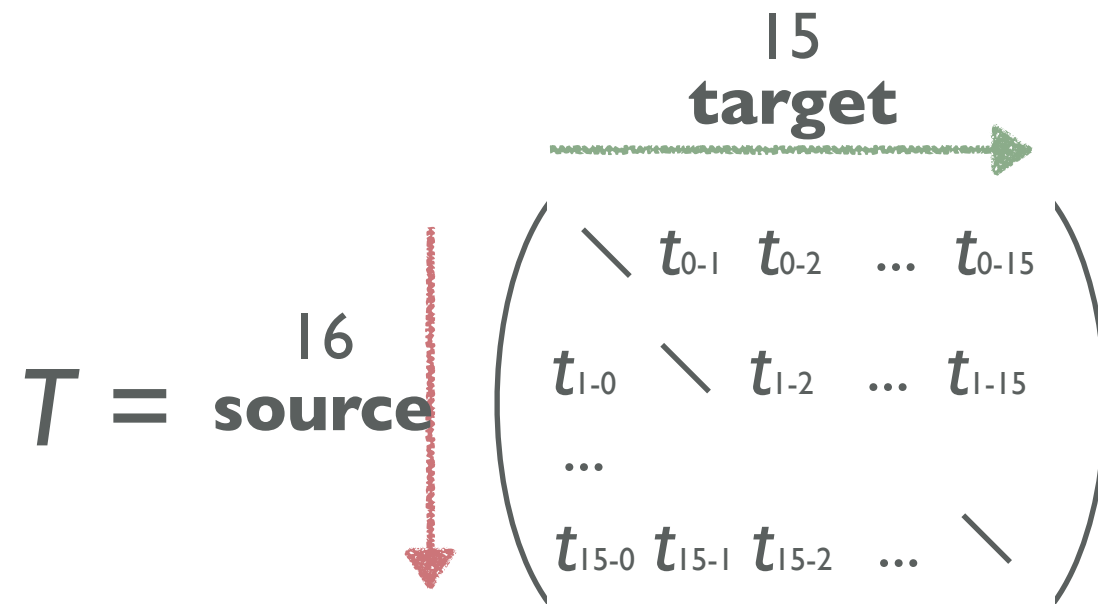 15
target
\ t0-1 t0-2 ... t0-15
16
T = source
t1-0 \ t1-2 ... t1-15
...
t15-0 t15-1 t15-2 ... \